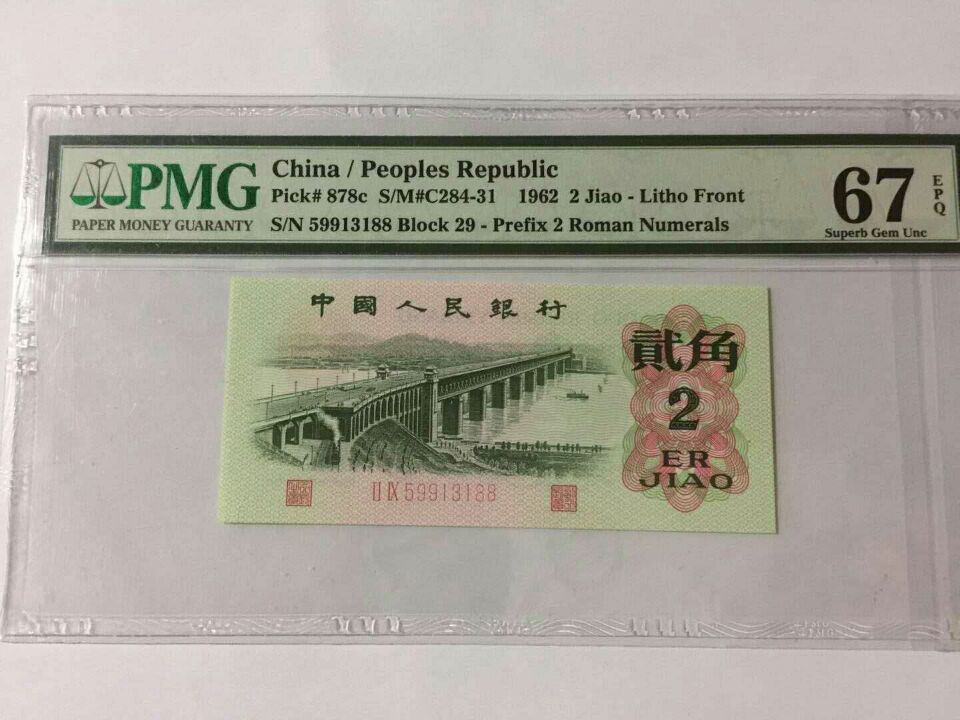 PMG
PAPER MONEY GUARANTY
China / Peoples Republic
Pick# 878c S/M#C284-31 1962 2 Jiao - Litho Front
S/N 59913188 Block 29 - Prefix 2 Roman Numerals
67
EPQ
Superb Gem Unc
中國人民銀行
貳角
2
ER
JIAO
II IX 59913188